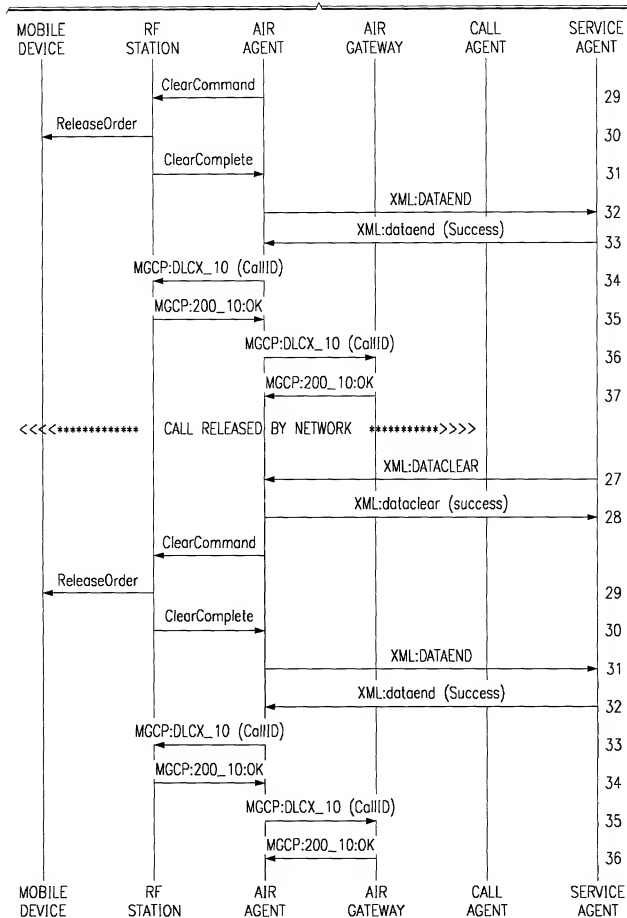 MOBILE DEVICE RF STATION AIR AGENT AIR GATEWAY CALL AGENT SERVICE AGENT
ClearCommand
29
ReleaseOrder
30
ClearComplete
31
XML:DATAEND
32
XML:dataend (Success)
33
MGCP:DLCX_10 (CallID)
34
MGCP:200_10:OK
35
MGCP:DLCX_10 (CallID)
36
MGCP:200_10:OK
37
<<<<************* CALL RELEASED BY NETWORK ***********>>>>
XML:DATACLEAR
27
XML:dataclear (success)
28
ClearCommand
ReleaseOrder
29
ClearComplete
30
XML:DATAEND
31
XML:dataend (Success)
32
MGCP:DLCX_10 (CallID)
33
MGCP:200_10:OK
34
MGCP:DLCX_10 (CallID)
35
MGCP:200_10:OK
36
MOBILE DEVICE RF STATION AIR AGENT AIR GATEWAY CALL AGENT SERVICE AGENT